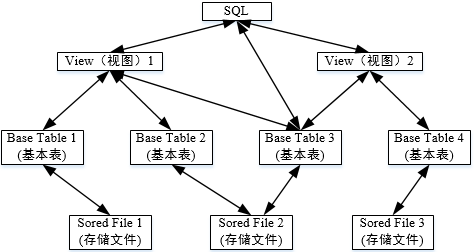 SQL
View（视图）1
View（视图）2
Base Table 1
(基本表)
Base Table 2
(基本表)
Base Table 3
(基本表)
Base Table 4
(基本表)
Sored File 1
(存储文件)
Sored File 2
(存储文件)
Sored File 3
(存储文件)